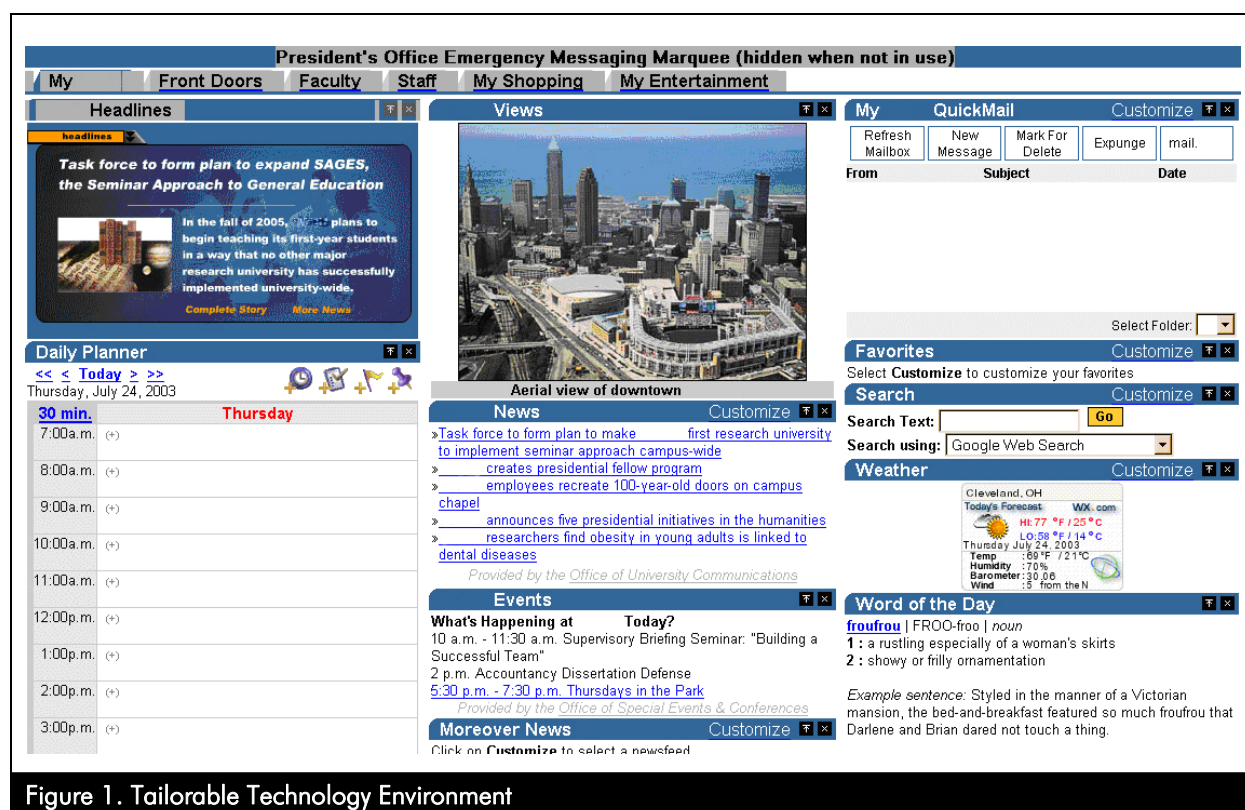 President's Office Emergency Messaging Marquee (hidden when not in use)
My Front Doors Faculty Staff My Shopping My Entertainment
Headlines
headlines
Task force to form plan to expand SAGES,
the Seminar Approach to General Education
In the fall of 2005, plans to
begin teaching its first-year students
in a way that no other major
research university has successfully
implemented university-wide.
Complete Story More News
Daily Planner
<< < Today > >>
Thursday, July 24, 2003
30 min. Thursday
7:00a.m. (+)
8:00a.m. (+)
9:00a.m. (+)
10:00a.m. (+)
11:00a.m. (+)
12:00p.m. (+)
1:00p.m. (+)
2:00p.m. (+)
3:00p.m. (+)
Views
Aerial view of downtown
News Customize
»Task force to form plan to make first research university
to implement seminar approach campus-wide
» creates presidential fellow program
» employees recreate 100-year-old doors on campus
chapel
» announces five presidential initiatives in the humanities
» researchers find obesity in young adults is linked to
dental diseases
Provided by the Office of University Communications
Events
What's Happening at Today?
10 a.m. - 11:30 a.m. Supervisory Briefing Seminar: "Building a
Successful Team"
2 p.m. Accountancy Dissertation Defense
5:30 p.m. - 7:30 p.m. Thursdays in the Park
Provided by the Office of Special Events & Conferences
Moreover News Customize
Click on Customize to select a newsfeed
My QuickMail Customize
Refresh Mailbox
New Message
Mark For Delete
Expunge
mail.
From Subject Date
Select Folder:
Favorites Customize
Select Customize to customize your favorites
Search Customize
Search Text: Go
Search using: Google Web Search
Weather Customize
Cleveland, OH
Today's Forecast WX.com
HI:77 °F / 25 °C
LO:58 °F / 14 °C
Thursday July 24, 2003
Temp :69 °F / 21°C
Humidity :70%
Barometer:30.06
Wind :5 from the N
Word of the Day
froufrou | FROO-froo | noun
1 : a rustling especially of a woman's skirts
2 : showy or frilly ornamentation
Example sentence: Styled in the manner of a Victorian
mansion, the bed-and-breakfast featured so much froufrou that
Darlene and Brian dared not touch a thing.
Figure 1. Tailorable Technology Environment